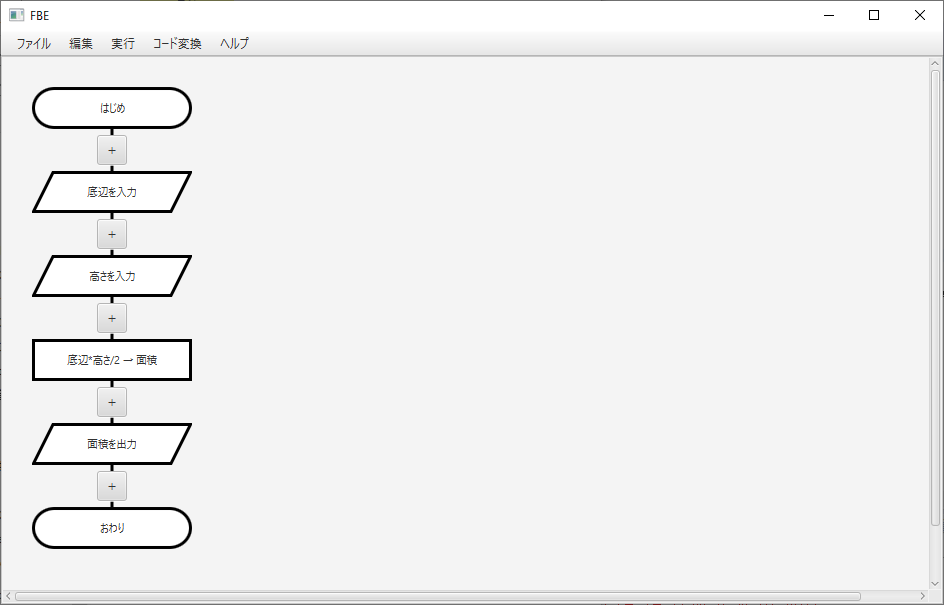 FBE
ファイル 編集 実行 コード変換 ヘルプ
はじめ
+
底辺を入力
+
高さを入力
+
底辺*高さ/2 → 面積
+
面積を出力
+
おわり